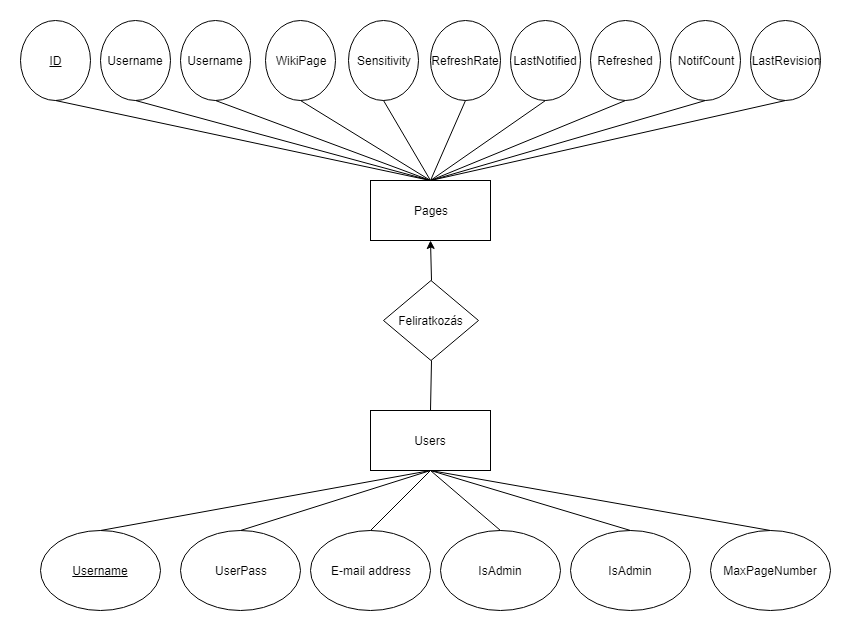 ID
Username
Username
WikiPage
Sensitivity
RefreshRate
LastNotified
Refreshed
NotifCount
LastRevision
Pages
Feliratkozás
Users
Username
UserPass
E-mail address
IsAdmin
IsAdmin
MaxPageNumber